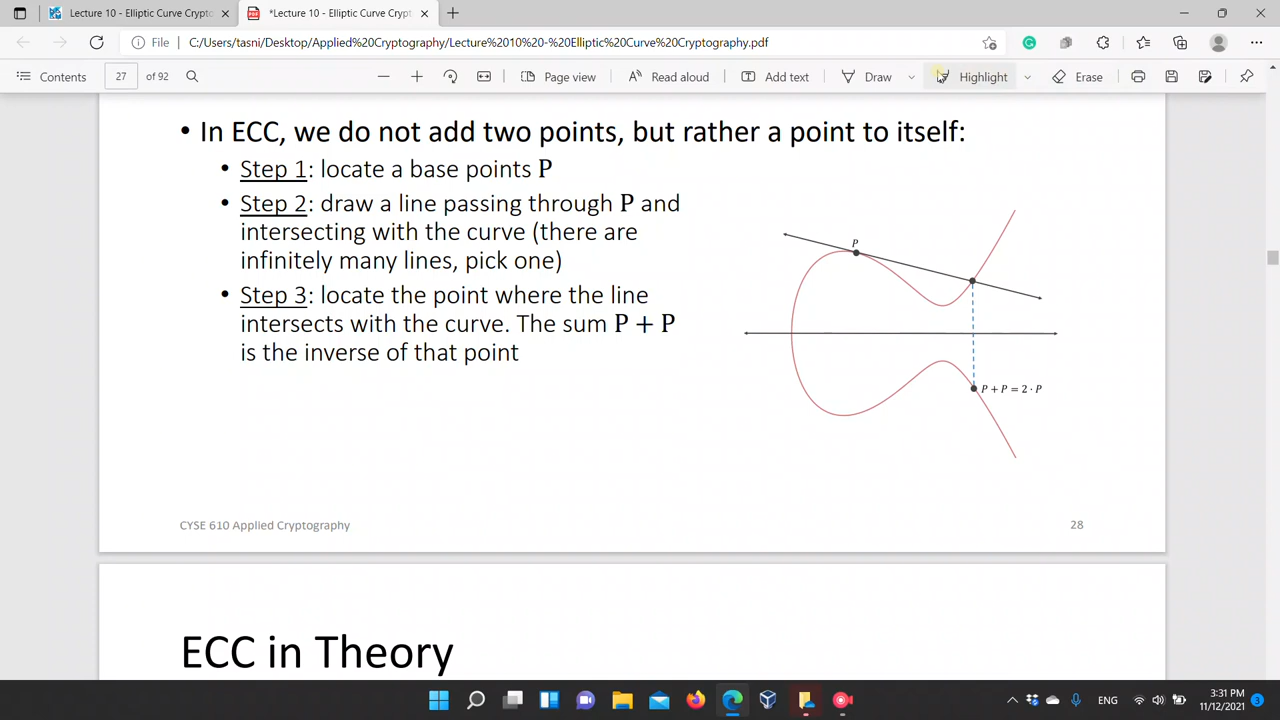 Lecture 10 - Elliptic Curve Crypto
*Lecture 10 - Elliptic Curve Crypt
File
C:/Users/tasni/Desktop/Applied%20Cryptography/Lecture%2010%20-%20Elliptic%20Curve%20Cryptography.pdf
Contents
27
of 92
Page view
Read aloud
Add text
Draw
Highlight
Erase
• In ECC, we do not add two points, but rather a point to itself:
• Step 1: locate a base points P
• Step 2: draw a line passing through P and
intersecting with the curve (there are
infinitely many lines, pick one)
• Step 3: locate the point where the line
intersects with the curve. The sum P + P
is the inverse of that point
P
P + P = 2 · P
CYSE 610 Applied Cryptography
28
ECC in Theory
ENG
3:31 PM
11/12/2021
3